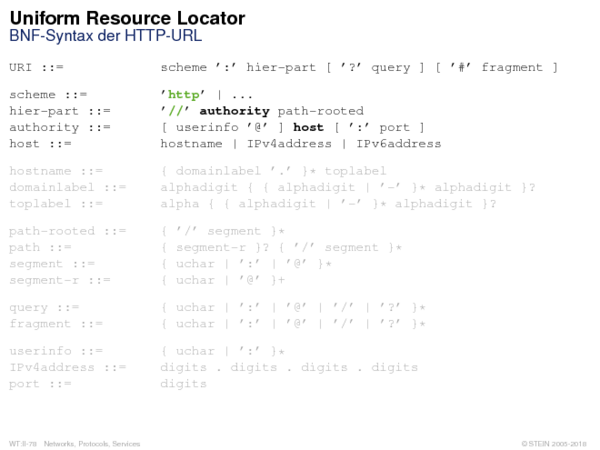 Uniform Resource Locator
BNF-Syntax der HTTP-URL
URI ::= scheme ’:’ hier-part [ ’?’ query ] [ ’#’ fragment ]
scheme ::= ’http’ | ...
hier-part ::= ’//’ authority path-rooted
authority ::= [ userinfo ’@’ ] host [ ’:’ port ]
host ::= hostname | IPv4address | IPv6address
hostname ::= { domainlabel ’.’ }* toplabel
domainlabel ::= alphadigit { { alphadigit | ’-’ }* alphadigit }?
toplabel ::= alpha { { alphadigit | ’-’ }* alphadigit }?
path-rooted ::= { ’/’ segment }*
path ::= { segment-r }? { ’/’ segment }*
segment ::= { uchar | ’:’ | ’@’ }*
segment-r ::= { uchar | ’@’ }+
query ::= { uchar | ’:’ | ’@’ | ’/’ | ’?’ }*
fragment ::= { uchar | ’:’ | ’@’ | ’/’ | ’?’ }*
userinfo ::= { uchar | ’:’ }*
IPv4address ::= digits . digits . digits . digits
port ::= digits
WT:II-79 Networks, Protocols, Services © STEIN 2005-2018